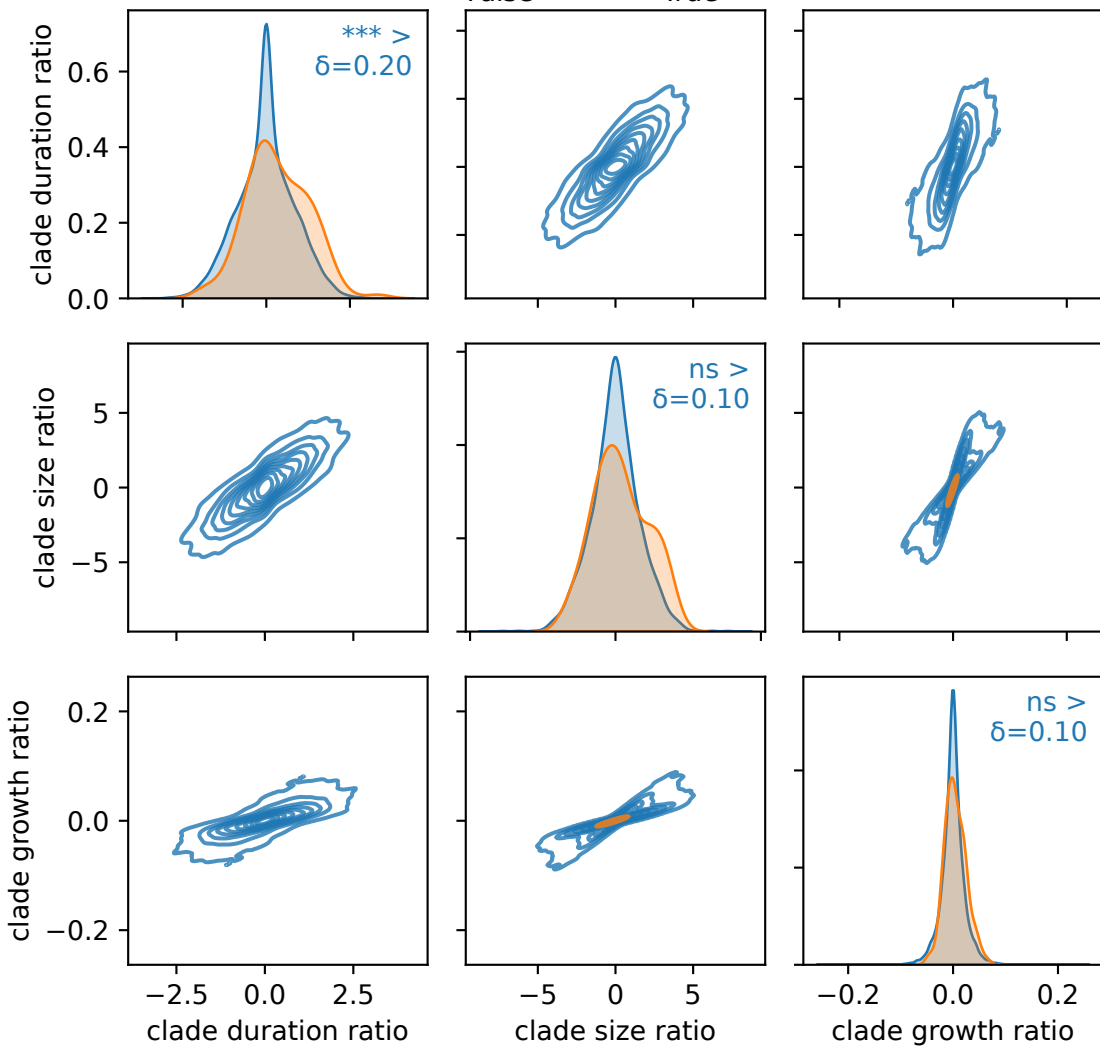 clade duration ratio
0.6
0.4
0.2
0.0
*** >
δ=0.20
clade size ratio
5
0
−5
ns >
δ=0.10
clade growth ratio
0.2
0.0
−0.2
ns >
δ=0.10
−2.5 0.0 2.5
−5 0 5
−0.2 0.0 0.2
clade duration ratio
clade size ratio
clade growth ratio